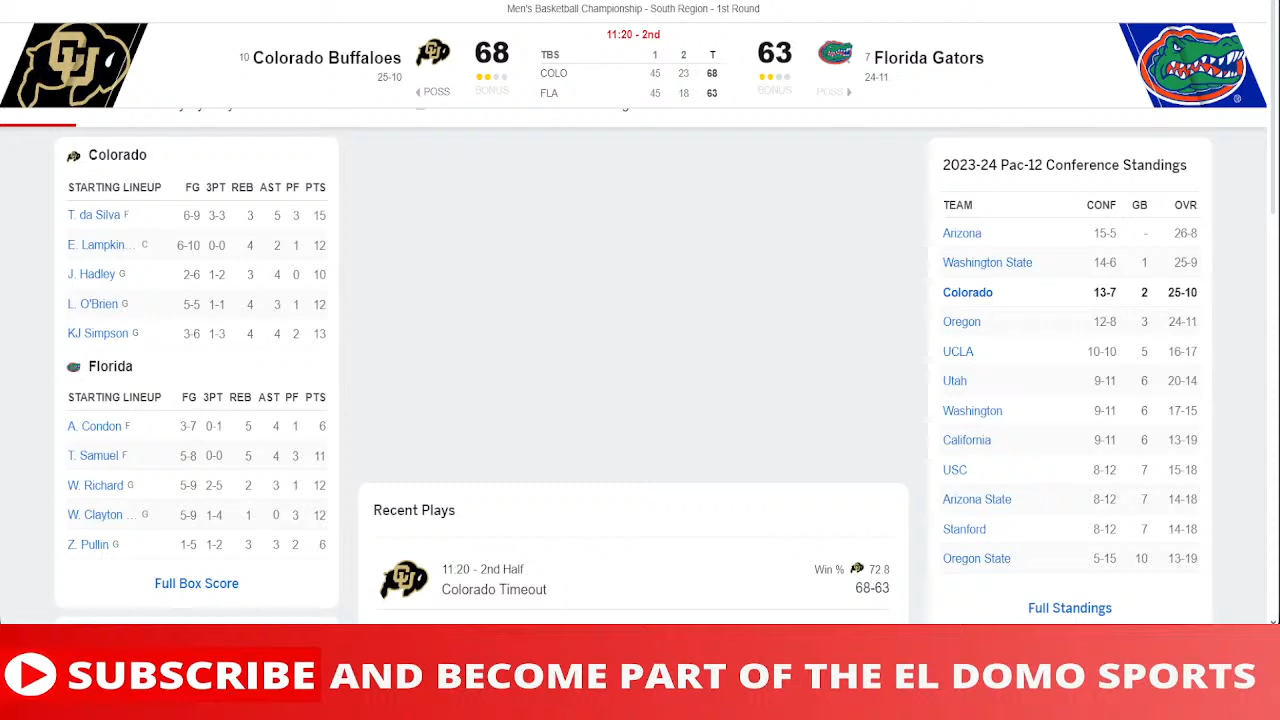 Men's Basketball Championship - South Region - 1st Round
10 Colorado Buffaloes
25-10
68
BONUS
POSS
11:20 - 2nd
TBS 1 2 T
COLO 45 23 68
FLA 45 18 63
63
BONUS
POSS
7 Florida Gators
24-11
Colorado
STARTING LINEUP FG 3PT REB AST PF PTS
T. da Silva F 6-9 3-3 3 5 3 15
E. Lampkin... C 6-10 0-0 4 2 1 12
J. Hadley G 2-6 1-2 3 4 0 10
L. O'Brien G 5-5 1-1 4 3 1 12
KJ Simpson G 3-6 1-3 4 4 2 13
Florida
STARTING LINEUP FG 3PT REB AST PF PTS
A. Condon F 3-7 0-1 5 4 1 6
T. Samuel F 5-8 0-0 5 4 3 11
W. Richard G 5-9 2-5 2 3 1 12
W. Clayton ... G 5-9 1-4 1 0 3 12
Z. Pullin G 1-5 1-2 3 3 2 6
Full Box Score
Recent Plays
11:20 - 2nd Half
Colorado Timeout
Win % 72.8
68-63
2023-24 Pac-12 Conference Standings
TEAM CONF GB OVR
Arizona 15-5 - 26-8
Washington State 14-6 1 25-9
Colorado 13-7 2 25-10
Oregon 12-8 3 24-11
UCLA 10-10 5 16-17
Utah 9-11 6 20-14
Washington 9-11 6 17-15
California 9-11 6 13-19
USC 8-12 7 15-18
Arizona State 8-12 7 14-18
Stanford 8-12 7 14-18
Oregon State 5-15 10 13-19
Full Standings
SUBSCRIBE AND BECOME PART OF THE EL DOMO SPORTS